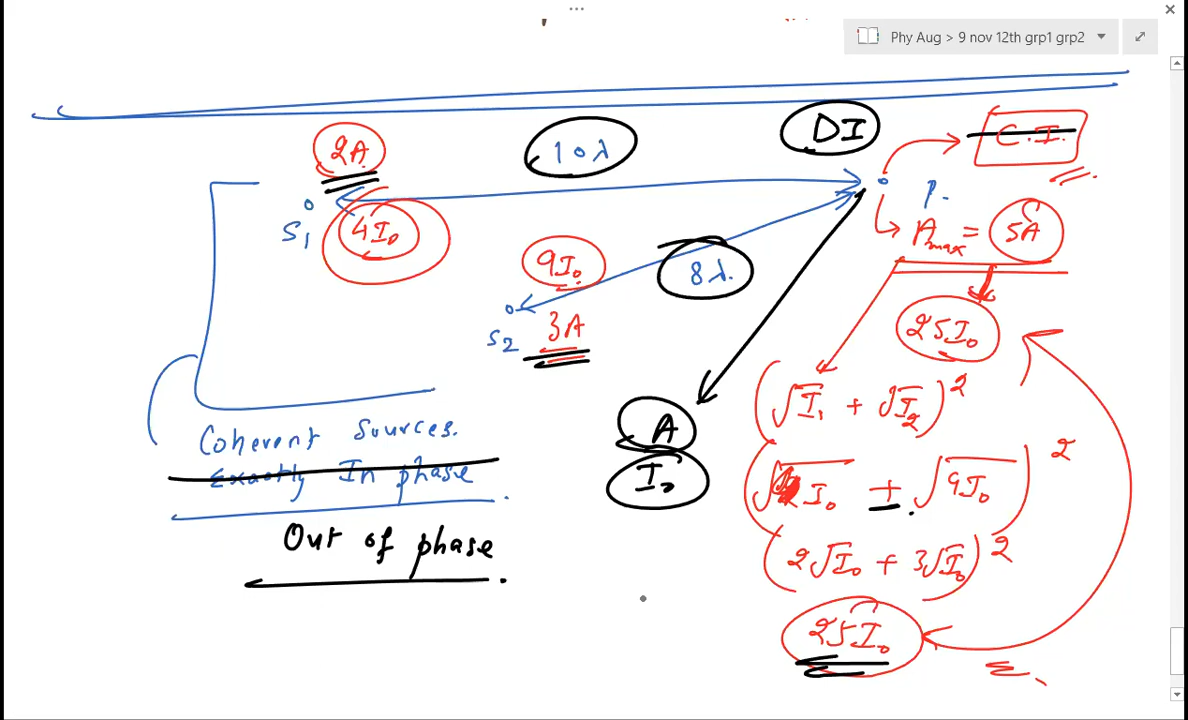 Phy Aug > 9 nov 12th grp1 grp2
2A
10λ
DI
C.I.
S₁
4I₀
P.
Amax = 5A
9I₀
8λ.
S₂
3A
25I₀
(√I₁ + √I₂)²
A
I₀
Coherent Sources.
Exactly In phase
Out of phase
√4I₀ ± √9I₀ ²
(2√I₀ + 3√I₀)²
25I₀